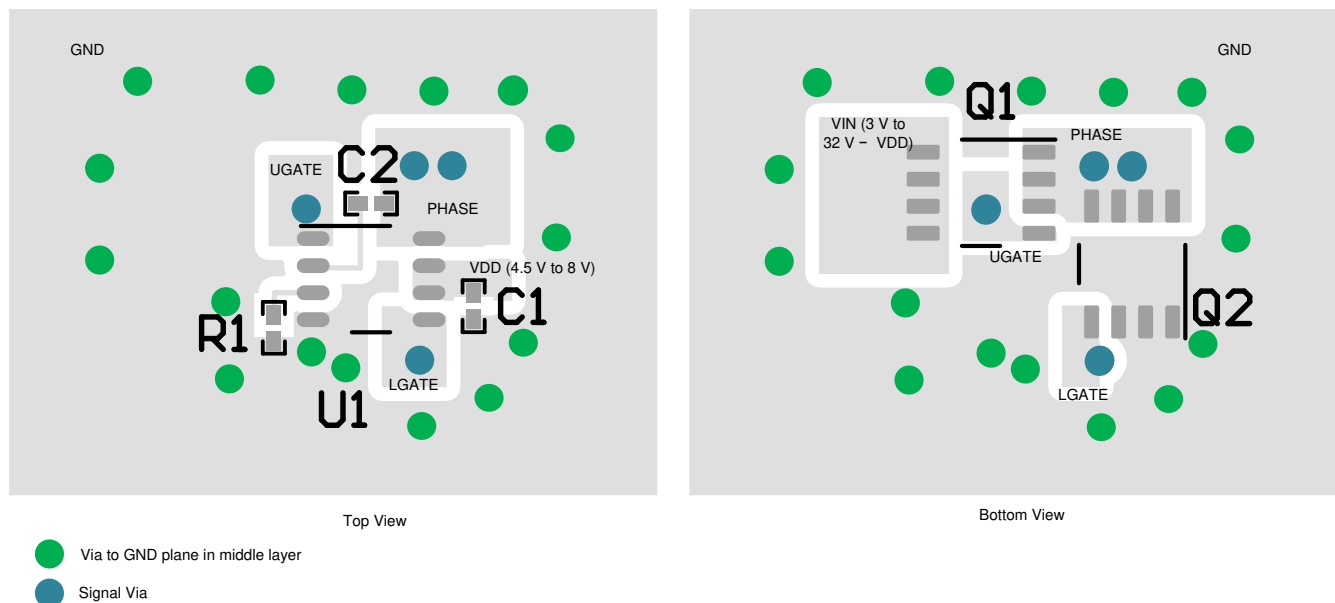 GND
C2
UGATE
PHASE
VDD (4.5 V to 8 V)
C1
R1
LGATE
U1
Top View
GND
Q1
VIN (3 V to
32 V − VDD)
PHASE
UGATE
Q2
LGATE
Bottom View
Via to GND plane in middle layer
Signal Via